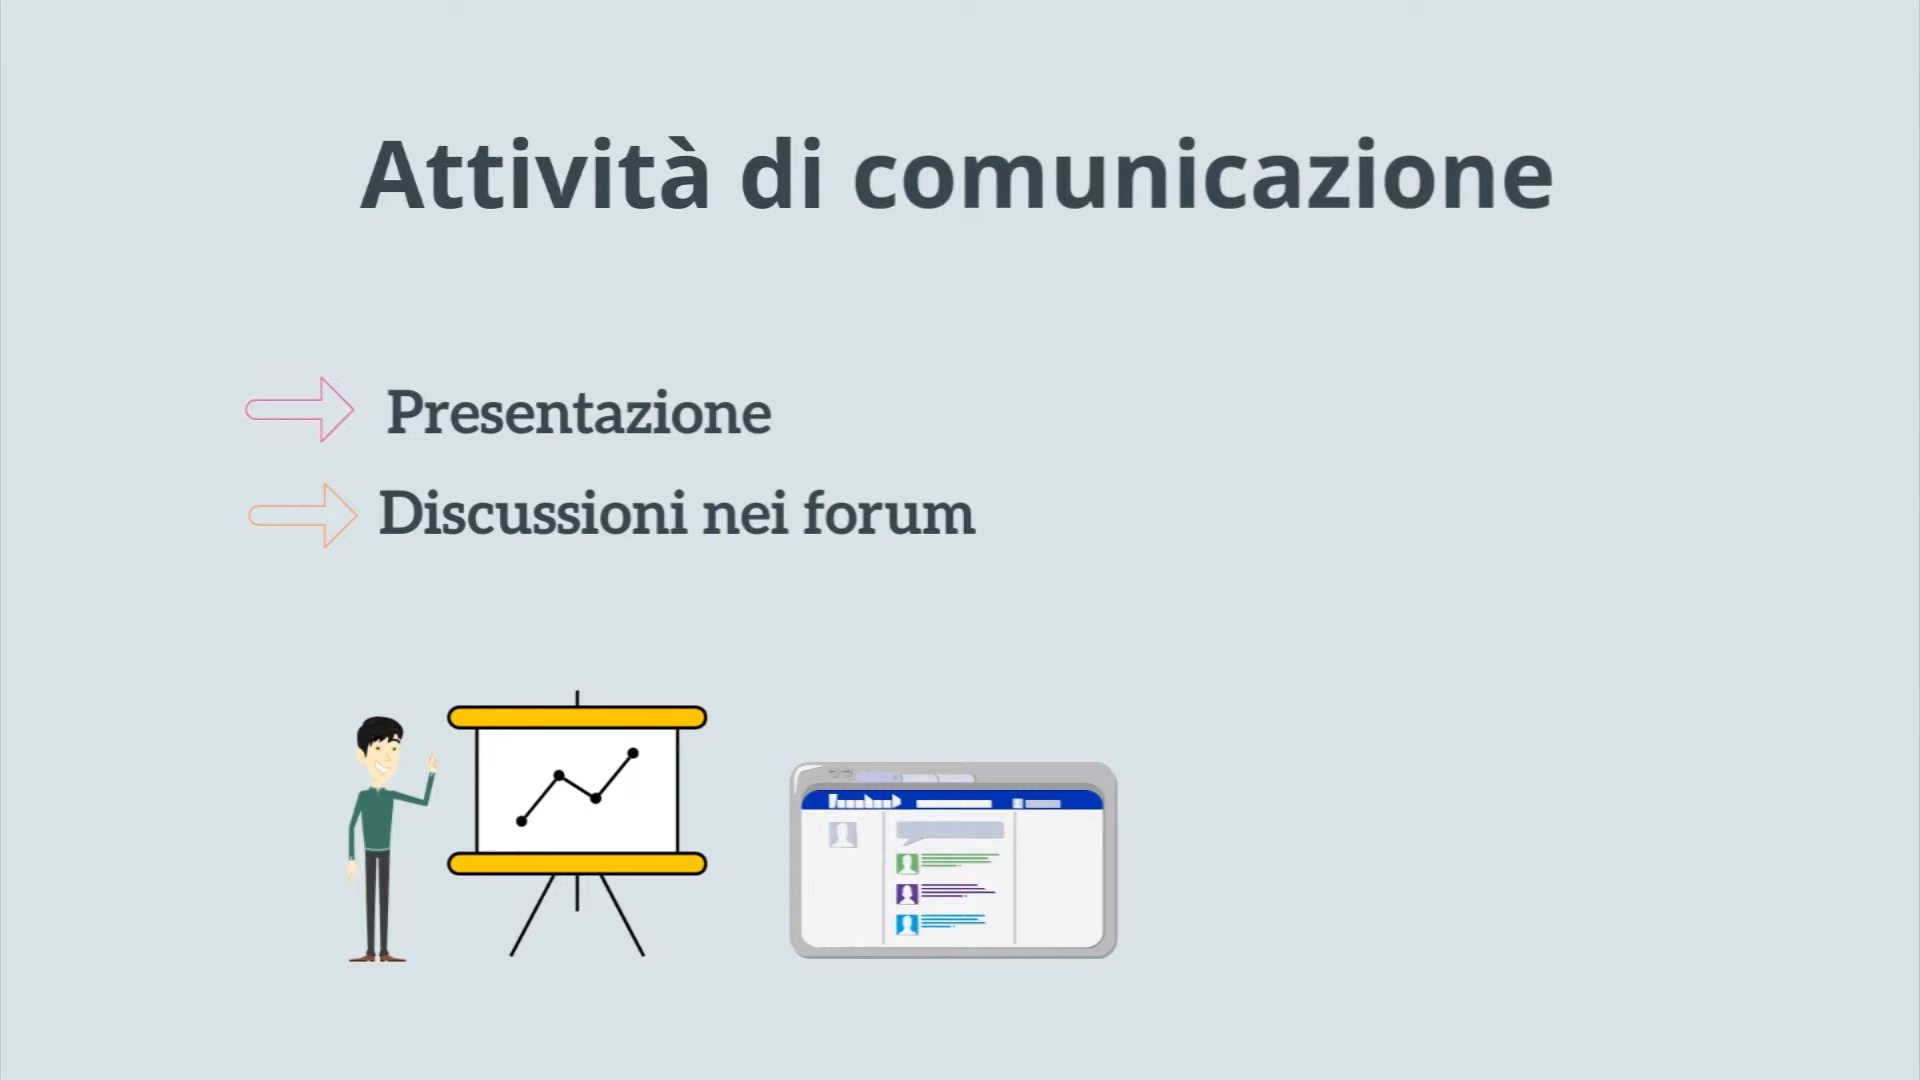 Attività di comunicazione
Presentazione
Discussioni nei forum